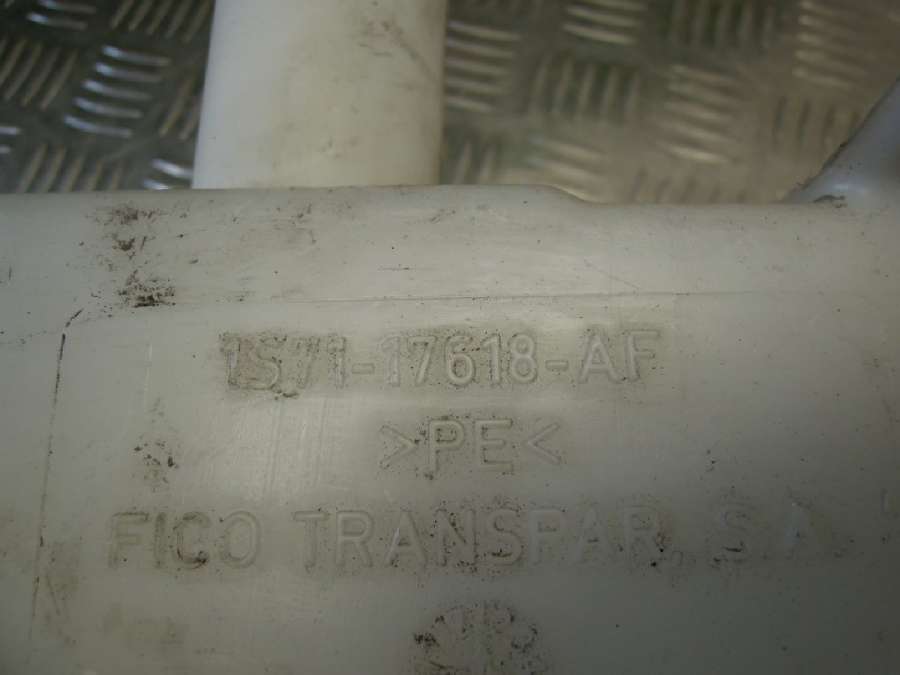 1S71-17618-AF
>PE<
FICO TRANSPAR, S.A.